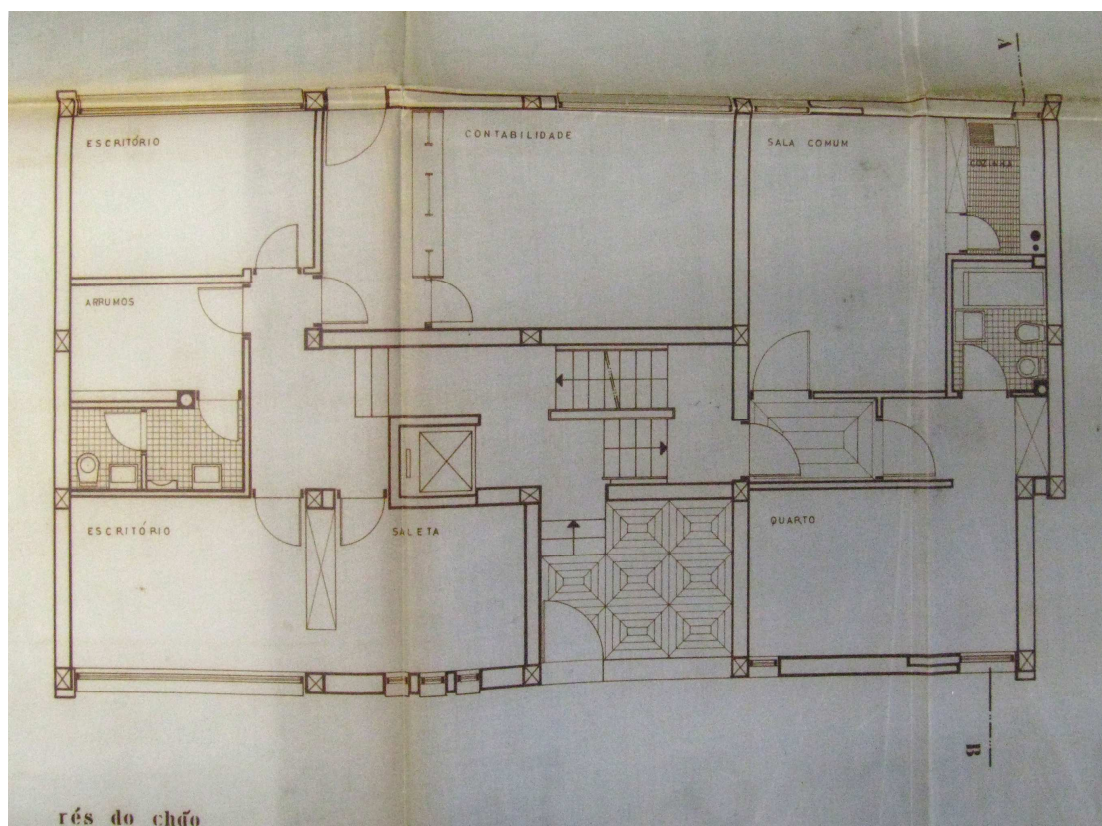 A
ESCRITÓRIO
CONTABILIDADE
SALA COMUM
COZINHA
ARRUMOS
ESCRITÓRIO
SALETA
QUARTO
B
rés do chão